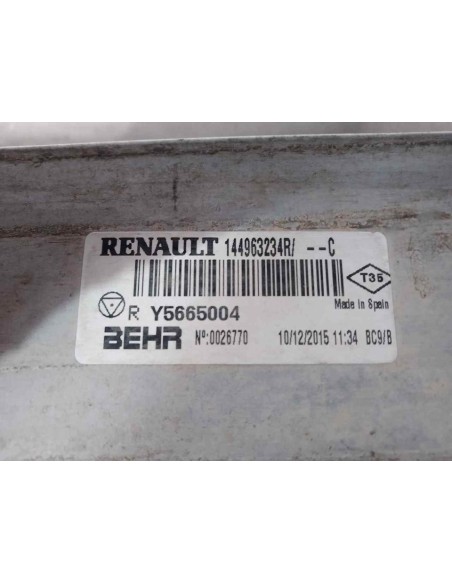 RENAULT 144963234R/ --C
T35
Made in Spain
R Y5665004
BEHR Nº:0026770 10/12/2015 11:34 BC9/B